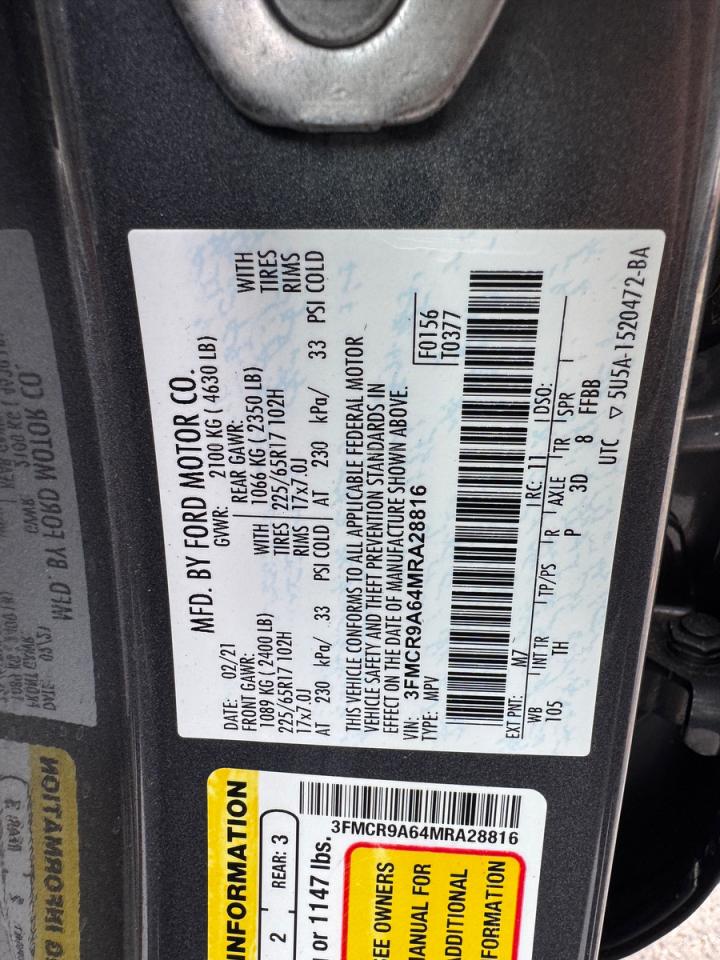 MFD. BY FORD MOTOR CO.
DATE: 02/21 GVWR: 2100 KG ( 4630 LB)
FRONT GAWR: REAR GAWR:
1089 KG ( 2400 LB) WITH 1066 KG ( 2350 LB) WITH
225/65R17 102H TIRES 225/65R17 102H TIRES
17x7.0J RIMS 17x7.0J RIMS
AT 230 kPa/ 33 PSI COLD AT 230 kPa/ 33 PSI COLD
THIS VEHICLE CONFORMS TO ALL APPLICABLE FEDERAL MOTOR
VEHICLE SAFETY AND THEFT PREVENTION STANDARDS IN
EFFECT ON THE DATE OF MANUFACTURE SHOWN ABOVE.
VIN: 3FMCR9A64MRA28816
TYPE: MPV
F0156
T0377
EXT PNT: M7 RC: 11 DSO:
WB INT TR TP/PS R AXLE TR SPR
105 TH P 3D 8 FFBB
UTC ▽ 5U5A-1520472-BA
INFORMATION
2 REAR: 3
or 1147 lbs.
3FMCR9A64MRA28816
SEE OWNERS
MANUAL FOR
ADDITIONAL
INFORMATION